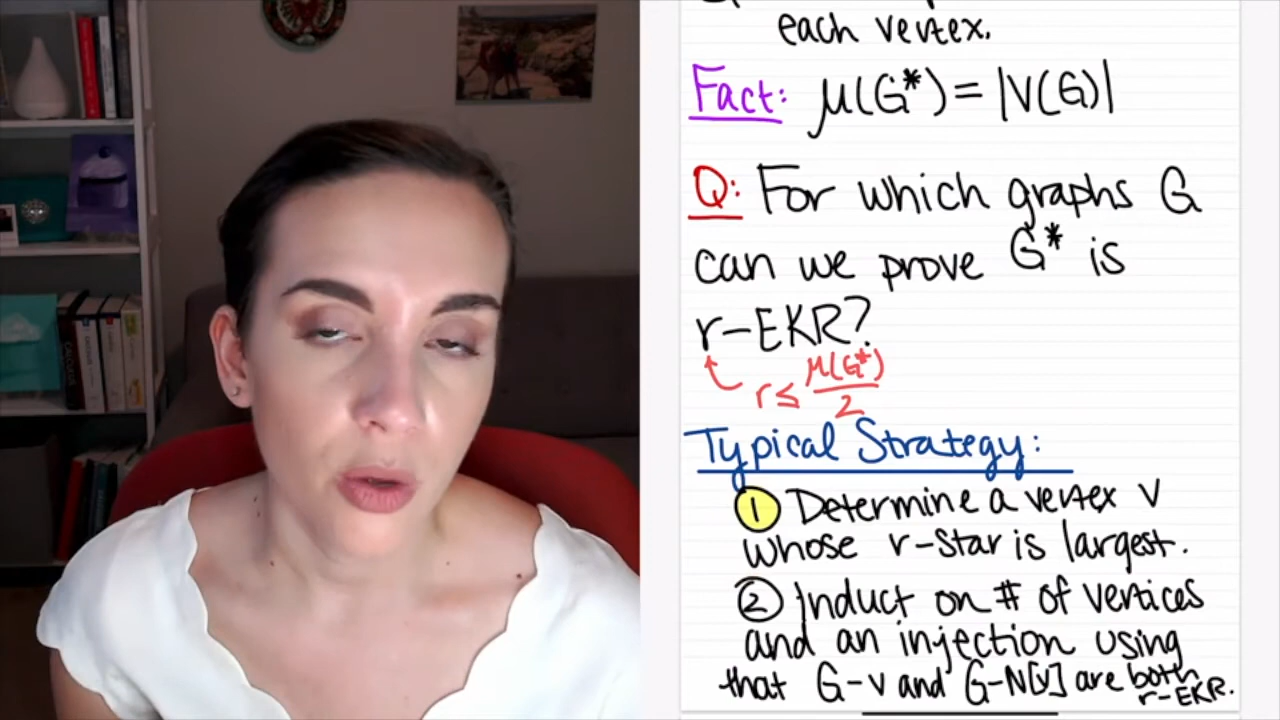 each vertex.
Fact: μ(G*) = |V(G)|
Q: For which graphs G
can we prove G* is
r-EKR?
r ≤ μ(G*)/2
Typical Strategy:
① Determine a vertex v
whose r-star is largest.
② Induct on # of vertices
and an injection using
that G-v and G-N[v] are both
r-EKR.